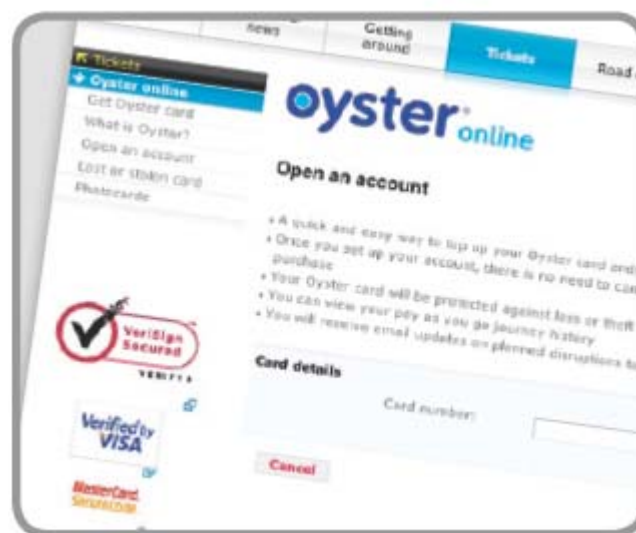 news
Getting
around
Tickets
Road
Tickets
Oyster online
Get Oyster card
What is Oyster?
Open an account
Lost or stolen card
Photocards
oyster online
Open an account
• A quick and easy way to top up your Oyster card
• Once you set up your account, there is no need to
purchase
• Your Oyster card will be protected against loss or theft
• You can view your pay as you go journey history
• You will receive email updates on planned disruptions to
Card details
Card number:
Cancel
VeriSign
Secured
VERIFY
Verified by
VISA
MasterCard.
SecureCode